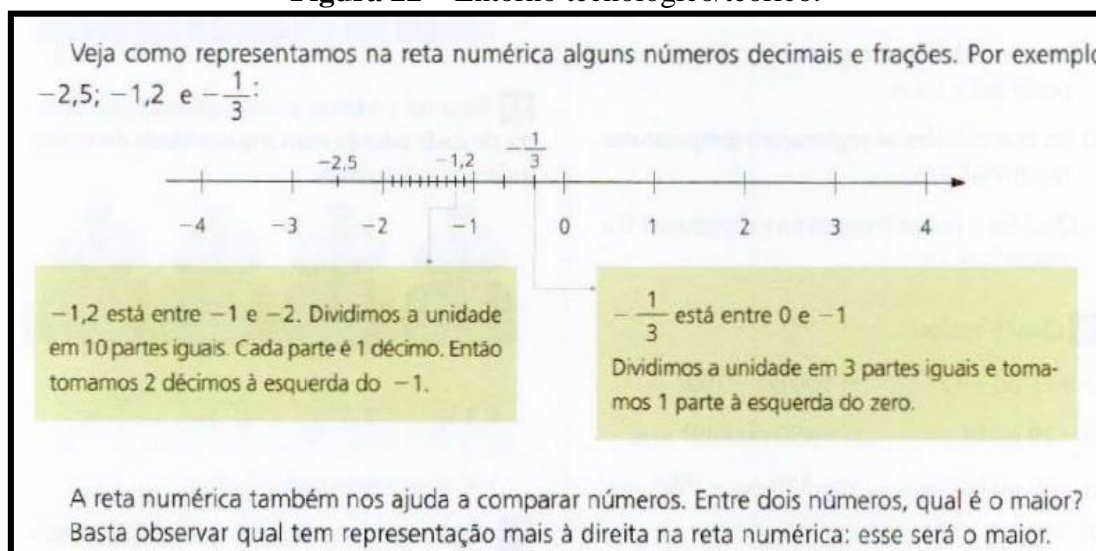 Figura 22 – Entorno tecnológico/teórico.
Veja como representamos na reta numérica alguns números decimais e frações. Por exemplo
−2,5; −1,2 e −1/3:
−2,5 −1,2 −1/3
−4 −3 −2 −1 0 1 2 3
−1,2 está entre −1 e −2. Dividimos a unidade
em 10 partes iguais. Cada parte é 1 décimo. Então
tomamos 2 décimos à esquerda do −1.
−1/3 está entre 0 e −1
Dividimos a unidade em 3 partes iguais e toma-
mos 1 parte à esquerda do zero.
A reta numérica também nos ajuda a comparar números. Entre dois números, qual é o maior?
Basta observar qual tem representação mais à direita na reta numérica: esse será o maior.